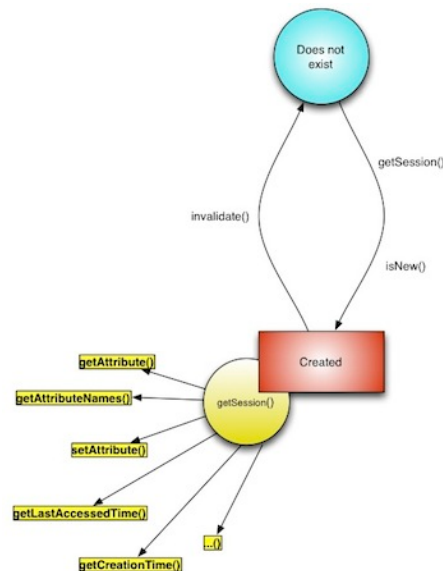 Does not
exist
getSession()
invalidate()
isNew()
Created
getAttribute()
getAttributeNames()
getSession()
setAttribute()
getLastAccessedTime()
...()
getCreationTime()